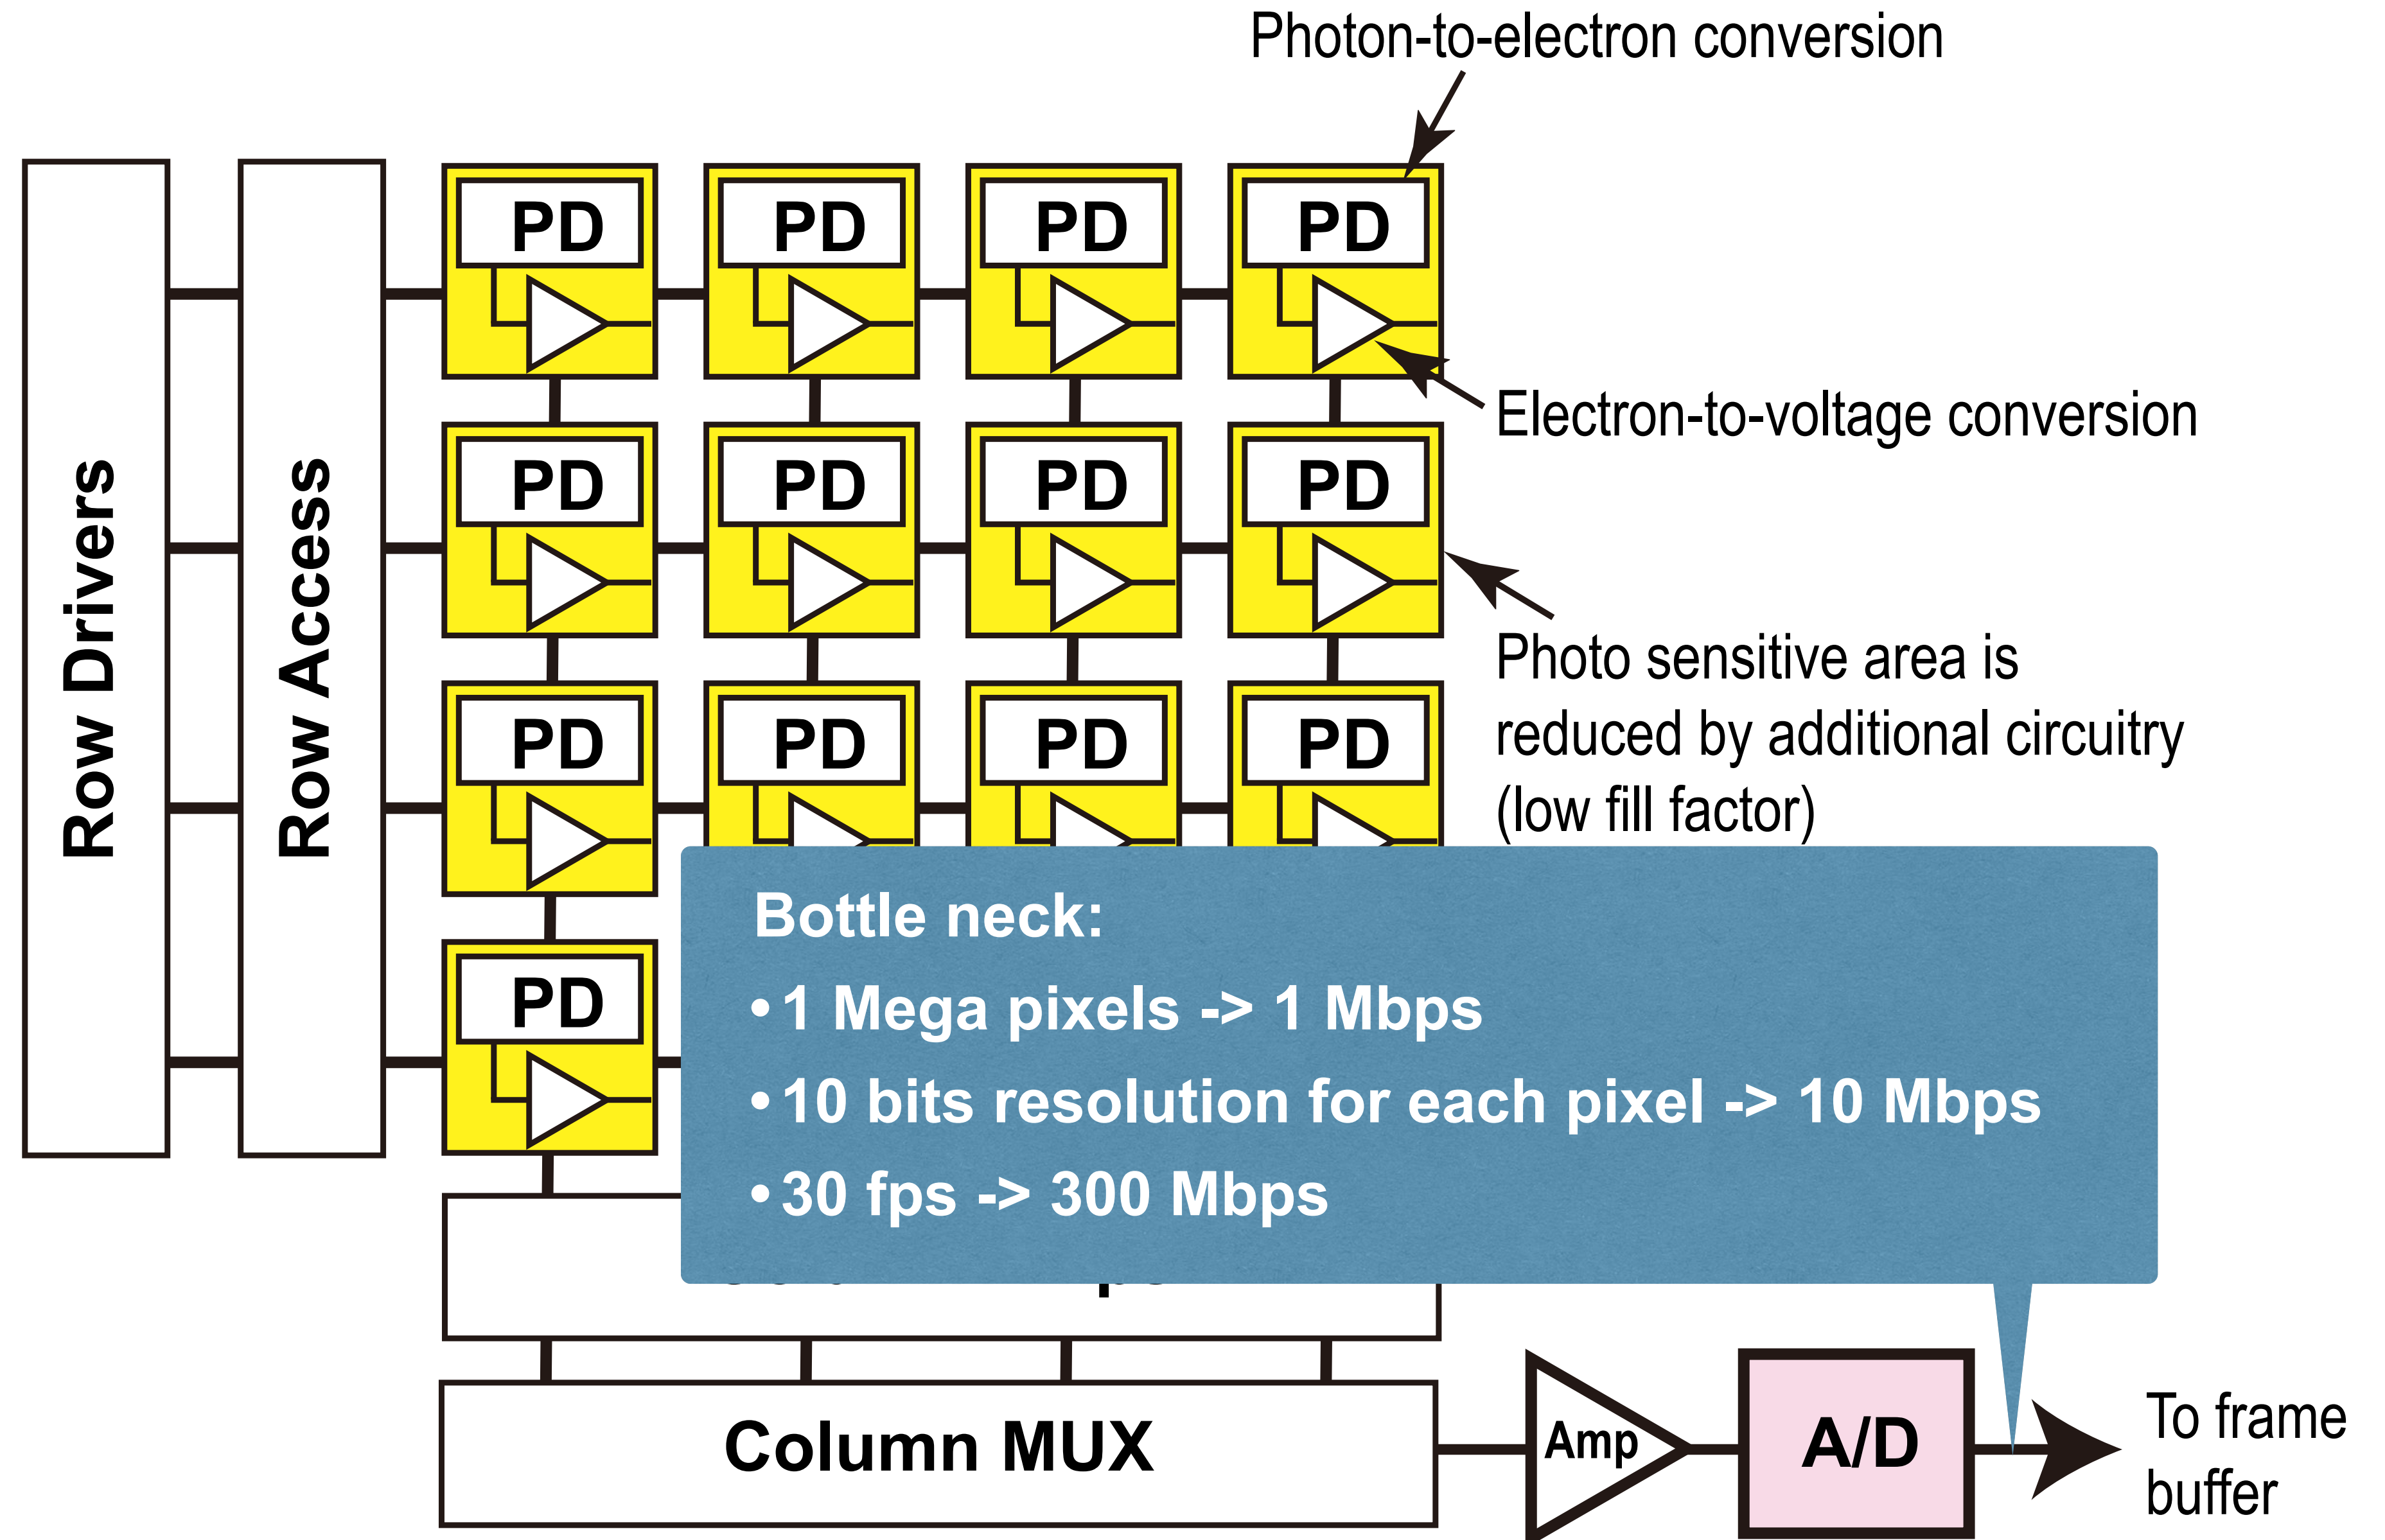 Photon-to-electron conversion
PD PD PD PD
Electron-to-voltage conversion
PD PD PD PD
Row Drivers
Row Access
Photo sensitive area is
reduced by additional circuitry
(low fill factor)
PD PD PD PD
Bottle neck:
•1 Mega pixels -> 1 Mbps
•10 bits resolution for each pixel -> 10 Mbps
•30 fps -> 300 Mbps
PD
Column MUX
Amp
A/D
To frame
buffer